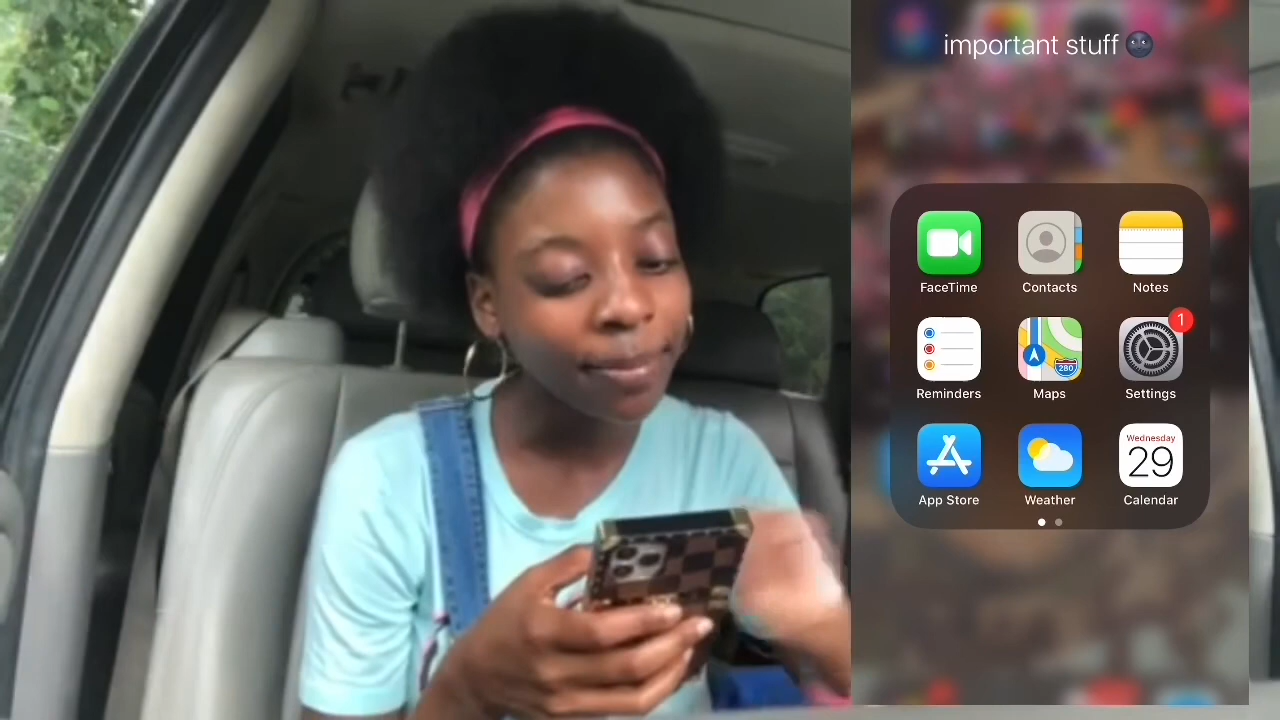 important stuff 🌚
FaceTime
Contacts
Notes
Reminders
280
Maps
1
Settings
App Store
Weather
Wednesday
29
Calendar